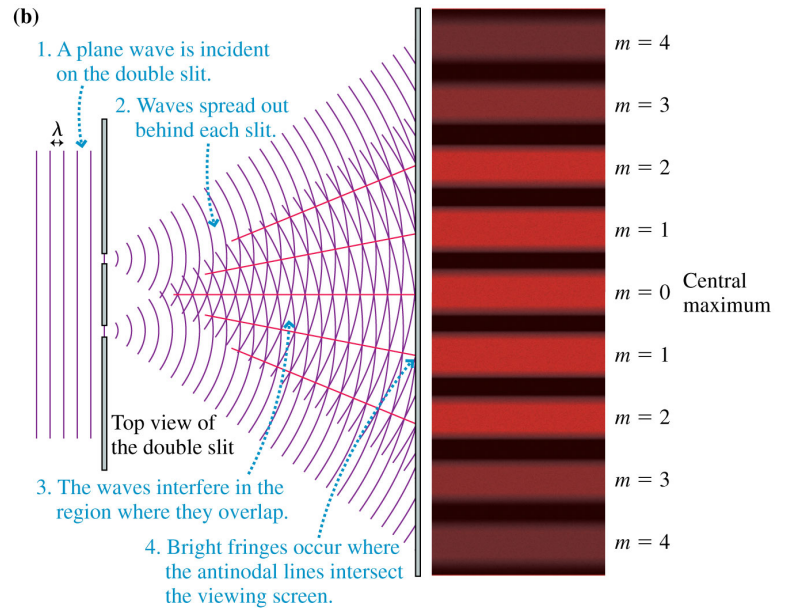 (b)
1. A plane wave is incident
on the double slit.
2. Waves spread out
behind each slit.
λ
Top view of
the double slit
3. The waves interfere in the
region where they overlap.
4. Bright fringes occur where
the antinodal lines intersect
the viewing screen.
m = 4
m = 3
m = 2
m = 1
m = 0 Central
maximum
m = 1
m = 2
m = 3
m = 4